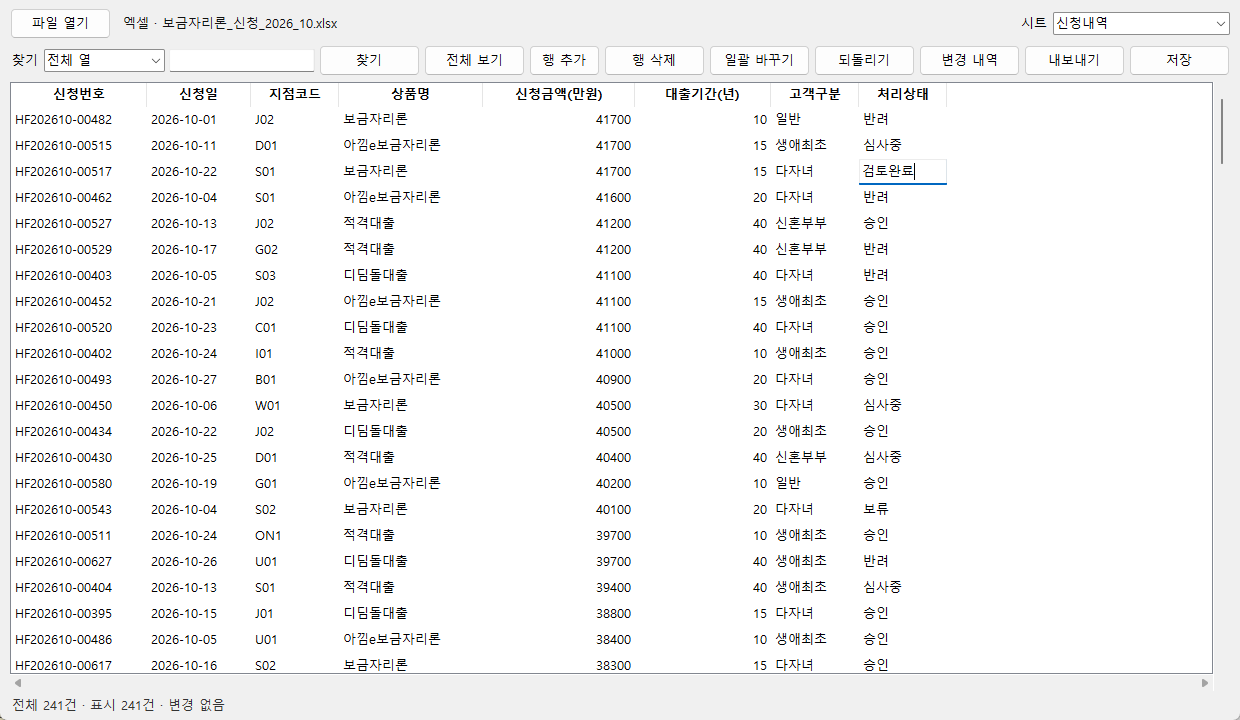 파일 열기 엑셀 · 보금자리론_신청_2026_10.xlsx 시트 신청내역
찾기 전체 열 찾기 전체 보기 행 추가 행 삭제 일괄 바꾸기 되돌리기 변경 내역 내보내기 저장
신청번호 신청일 지점코드 상품명 신청금액(만원) 대출기간(년) 고객구분 처리상태
HF202610-00482 2026-10-01 J02 보금자리론 41700 10 일반 반려
HF202610-00515 2026-10-11 D01 아낌e보금자리론 41700 15 생애최초 심사중
HF202610-00517 2026-10-22 S01 보금자리론 41700 15 다자녀 검토완료
HF202610-00462 2026-10-04 S01 아낌e보금자리론 41600 20 다자녀 반려
HF202610-00527 2026-10-13 J02 적격대출 41200 40 신혼부부 승인
HF202610-00529 2026-10-17 G02 적격대출 41200 40 신혼부부 반려
HF202610-00403 2026-10-05 S03 디딤돌대출 41100 40 다자녀 반려
HF202610-00452 2026-10-21 J02 아낌e보금자리론 41100 15 생애최초 승인
HF202610-00520 2026-10-23 C01 디딤돌대출 41100 40 다자녀 승인
HF202610-00402 2026-10-24 I01 적격대출 41000 10 생애최초 승인
HF202610-00493 2026-10-27 B01 아낌e보금자리론 40900 20 다자녀 승인
HF202610-00450 2026-10-06 W01 보금자리론 40500 30 다자녀 심사중
HF202610-00434 2026-10-22 J02 디딤돌대출 40500 20 생애최초 승인
HF202610-00430 2026-10-25 D01 적격대출 40400 40 신혼부부 심사중
HF202610-00580 2026-10-19 G01 아낌e보금자리론 40200 10 일반 승인
HF202610-00543 2026-10-04 S02 보금자리론 40100 20 다자녀 보류
HF202610-00511 2026-10-24 ON1 적격대출 39700 10 생애최초 승인
HF202610-00627 2026-10-26 U01 디딤돌대출 39700 40 생애최초 반려
HF202610-00404 2026-10-13 S01 적격대출 39400 40 생애최초 심사중
HF202610-00395 2026-10-15 J01 디딤돌대출 38800 15 다자녀 승인
HF202610-00486 2026-10-05 U01 아낌e보금자리론 38400 10 생애최초 승인
HF202610-00617 2026-10-16 S02 보금자리론 38300 15 다자녀 승인
전체 241건 · 표시 241건 · 변경 없음